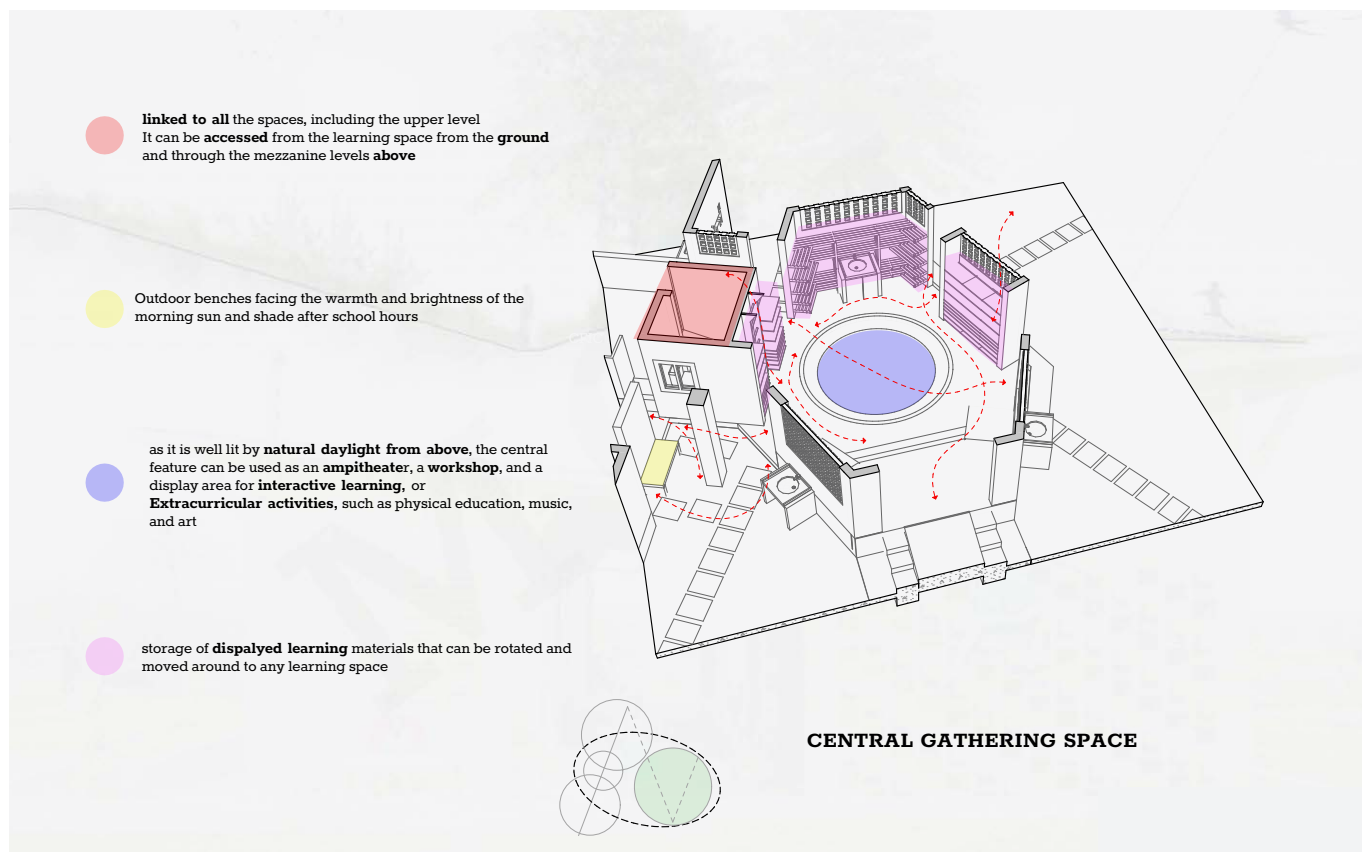 linked to all the spaces, including the upper level
It can be accessed from the learning space from the ground
and through the mezzanine levels above
Outdoor benches facing the warmth and brightness of the
morning sun and shade after school hours
as it is well lit by natural daylight from above, the central
feature can be used as an ampitheater, a workshop, and a
display area for interactive learning, or
Extracurricular activities, such as physical education, music,
and art
storage of dispalyed learning materials that can be rotated and
moved around to any learning space
CENTRAL GATHERING SPACE